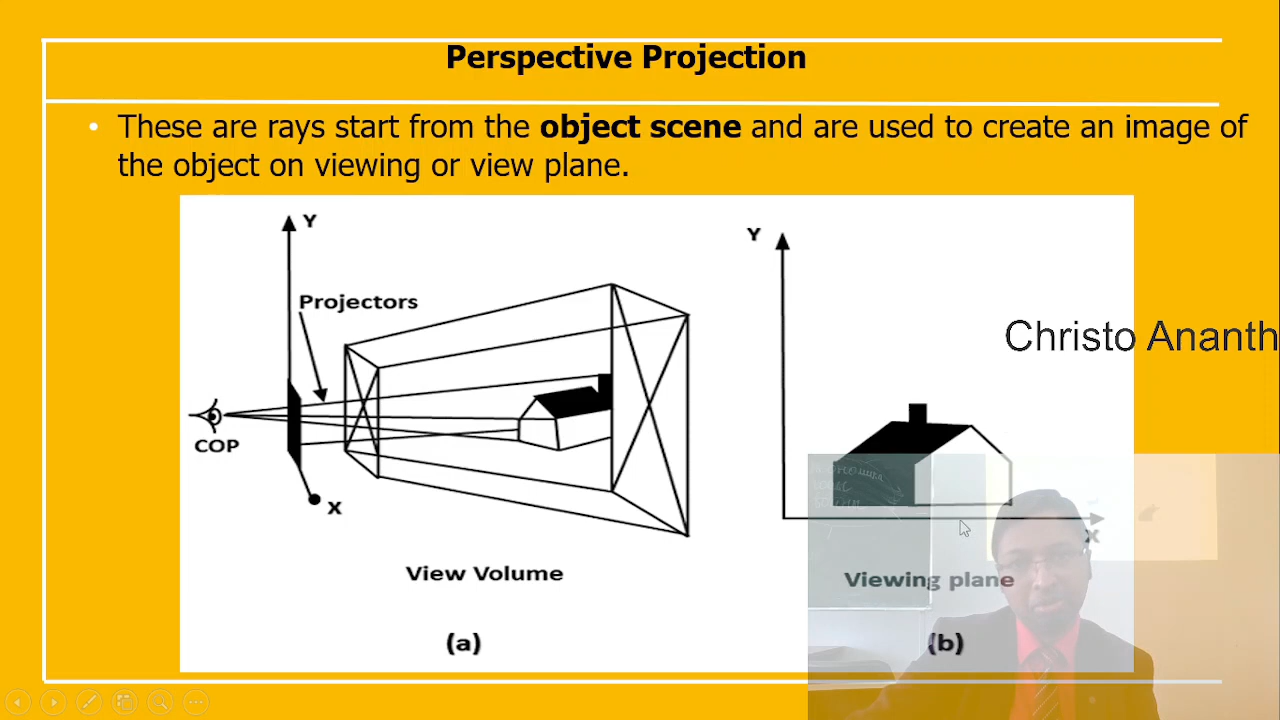 Perspective Projection
• These are rays start from the object scene and are used to create an image of
the object on viewing or view plane.
Y
Projectors
COP
X
View Volume
(a)
Y
Christo Ananth
X
Viewing plane
(b)